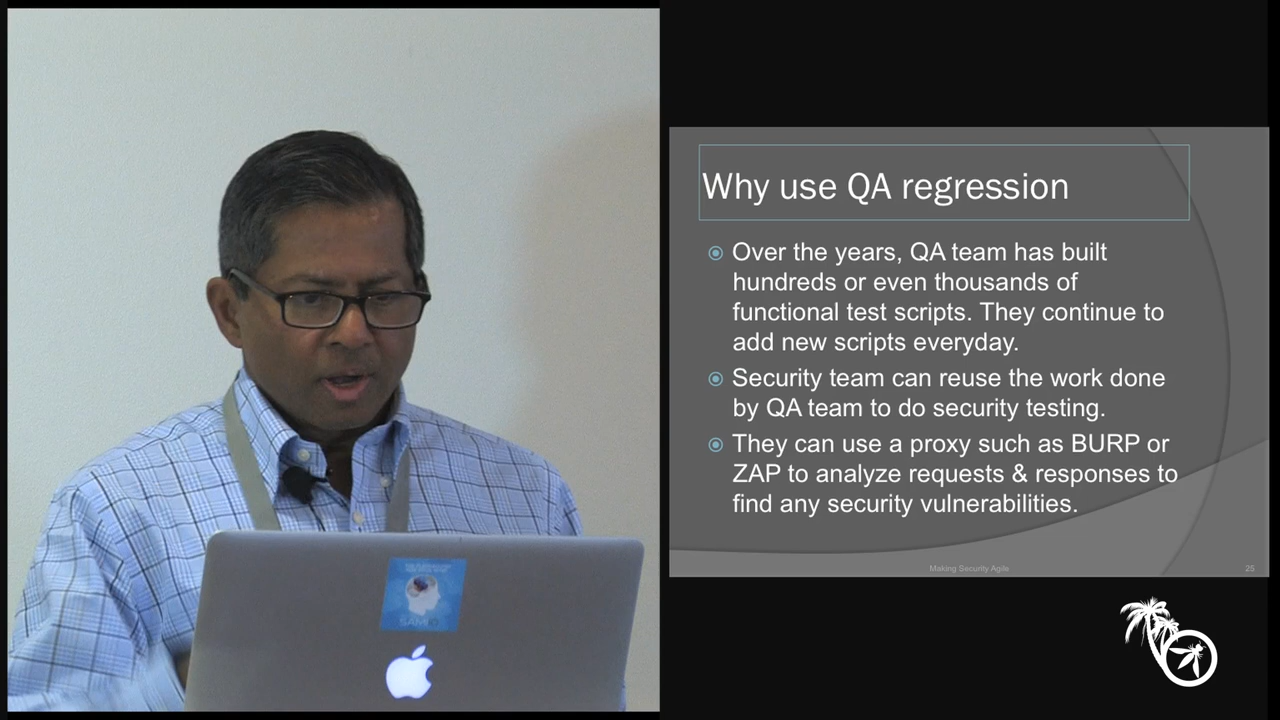 Why use QA regression
Over the years, QA team has built
hundreds or even thousands of
functional test scripts. They continue to
add new scripts everyday.
Security team can reuse the work done
by QA team to do security testing.
They can use a proxy such as BURP or
ZAP to analyze requests & responses to
find any security vulnerabilities.
Making Security Agile
25